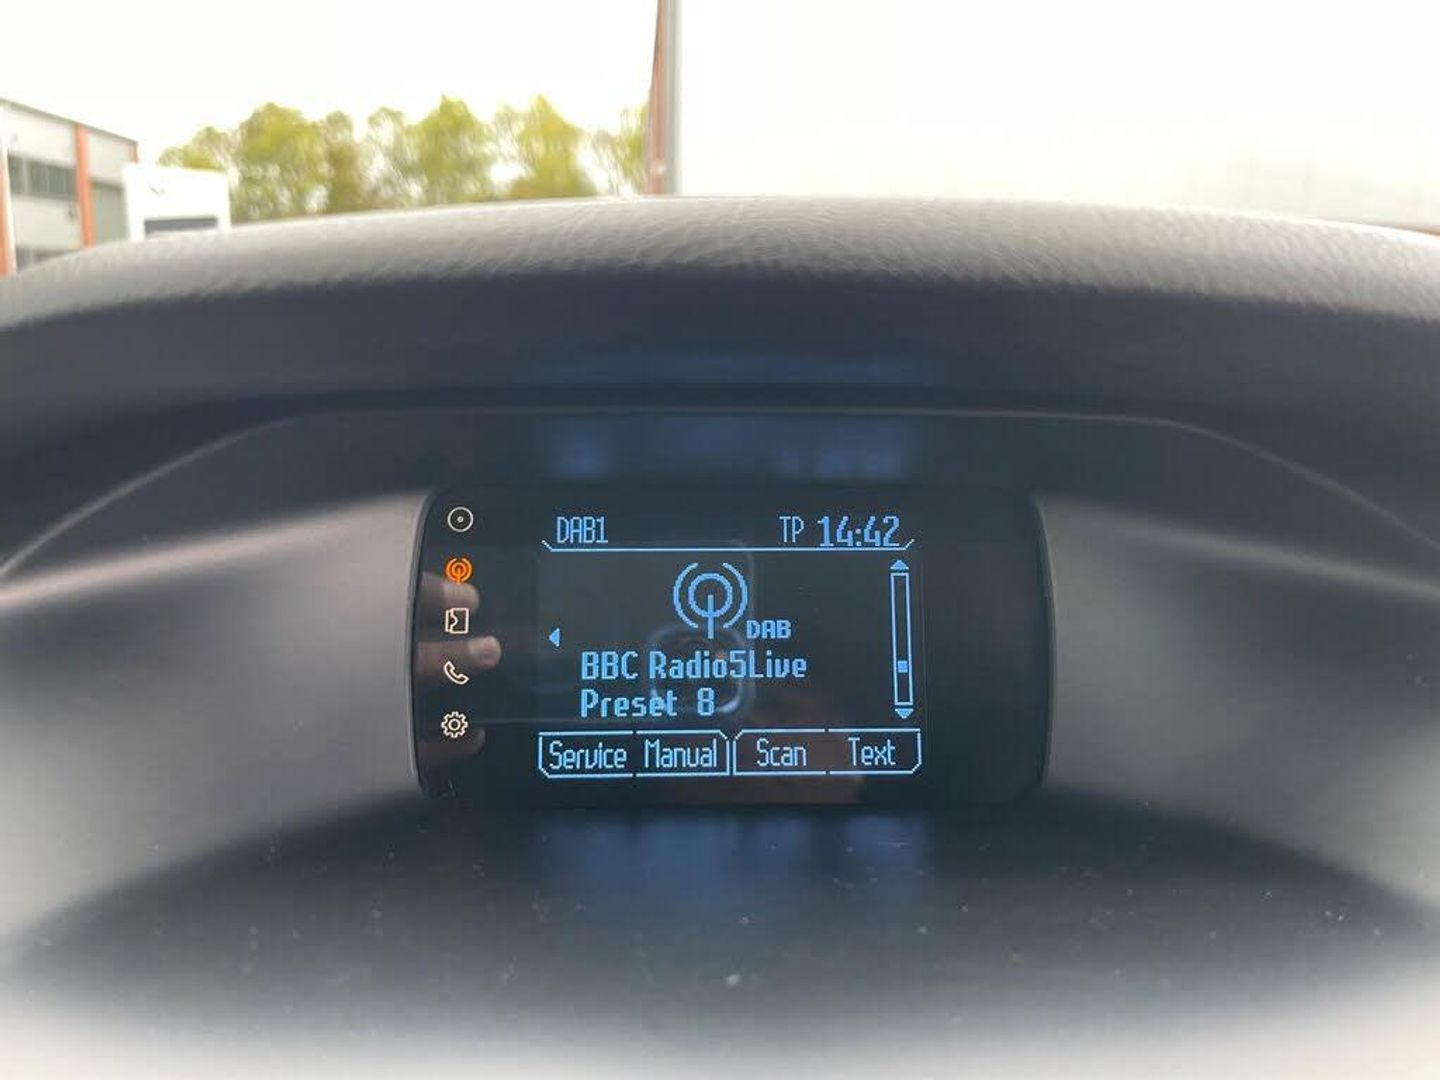 DAB1 TP 14:42
DAB
BBC Radio5Live
Preset 8
Service Manual Scan Text